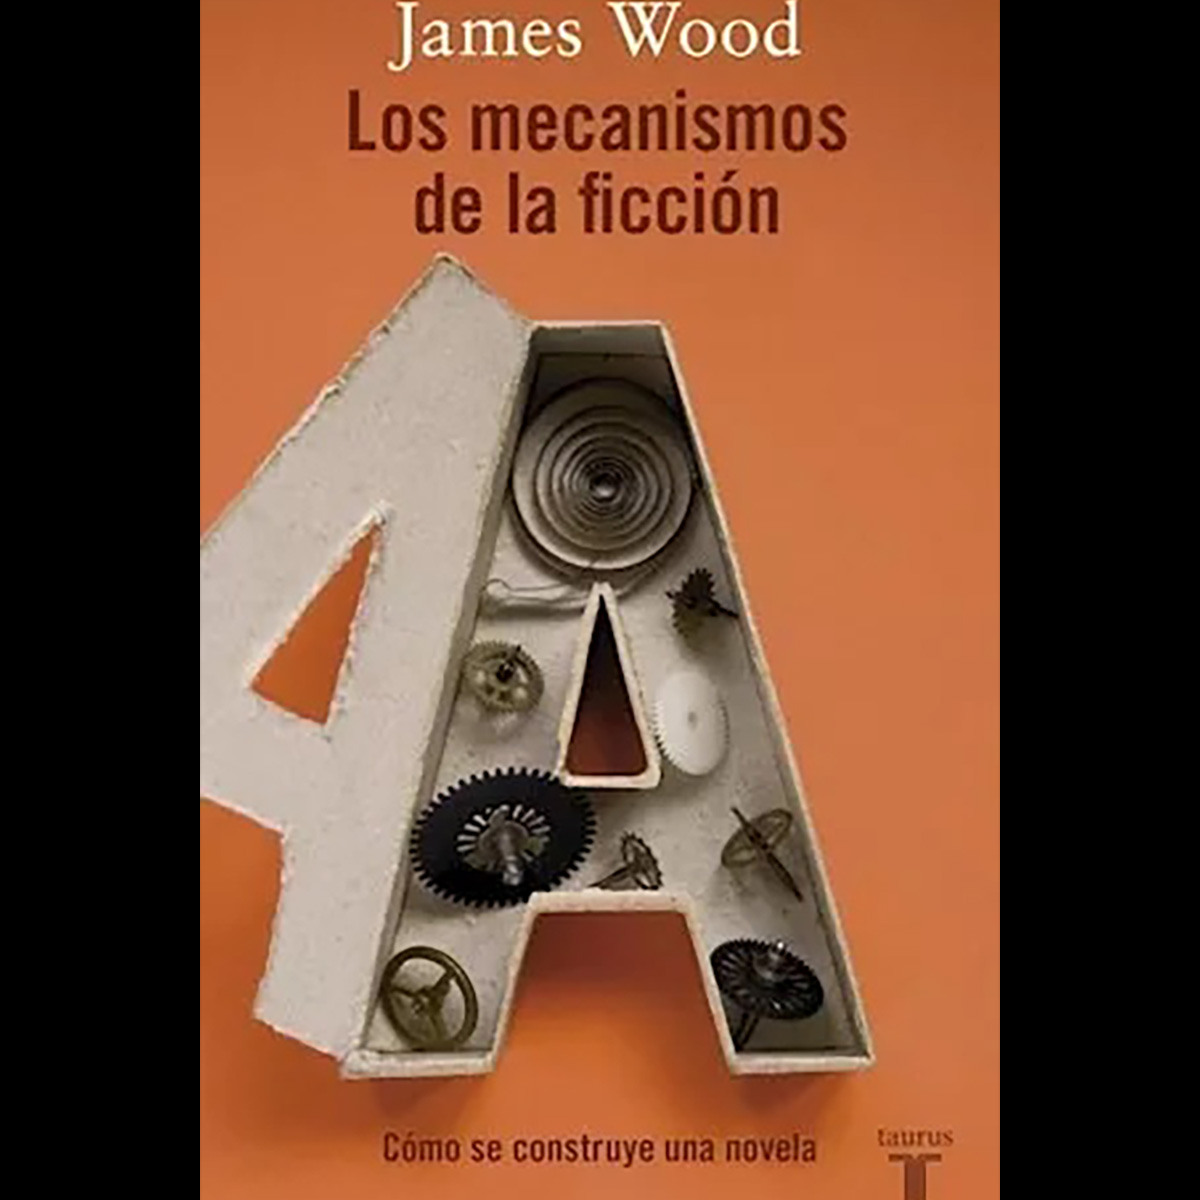 James Wood
Los mecanismos
de la ficción
A
Cómo se construye una novela
taurus
T